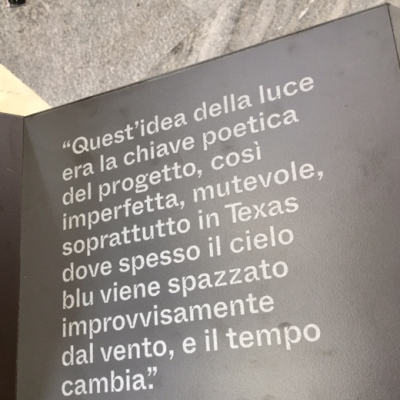 “Quest’idea della luce
era la chiave poetica
del progetto, così
imperfetta, mutevole,
soprattutto in Texas
dove spesso il cielo
blu viene spazzato
improvvisamente
dal vento, e il tempo
cambia.”